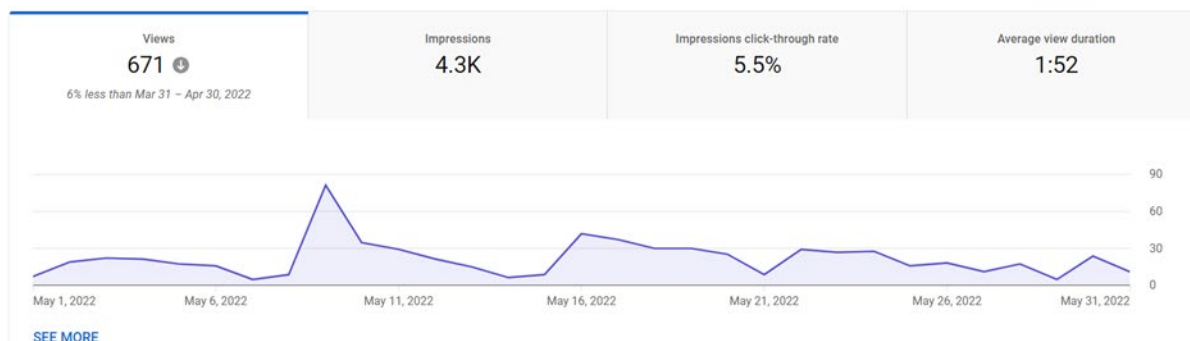 Views
671
6% less than Mar 31 – Apr 30, 2022
Impressions
4.3K
Impressions click-through rate
5.5%
Average view duration
1:52
90
60
30
0
May 1, 2022
May 6, 2022
May 11, 2022
May 16, 2022
May 21, 2022
May 26, 2022
May 31, 2022
SEE MORE